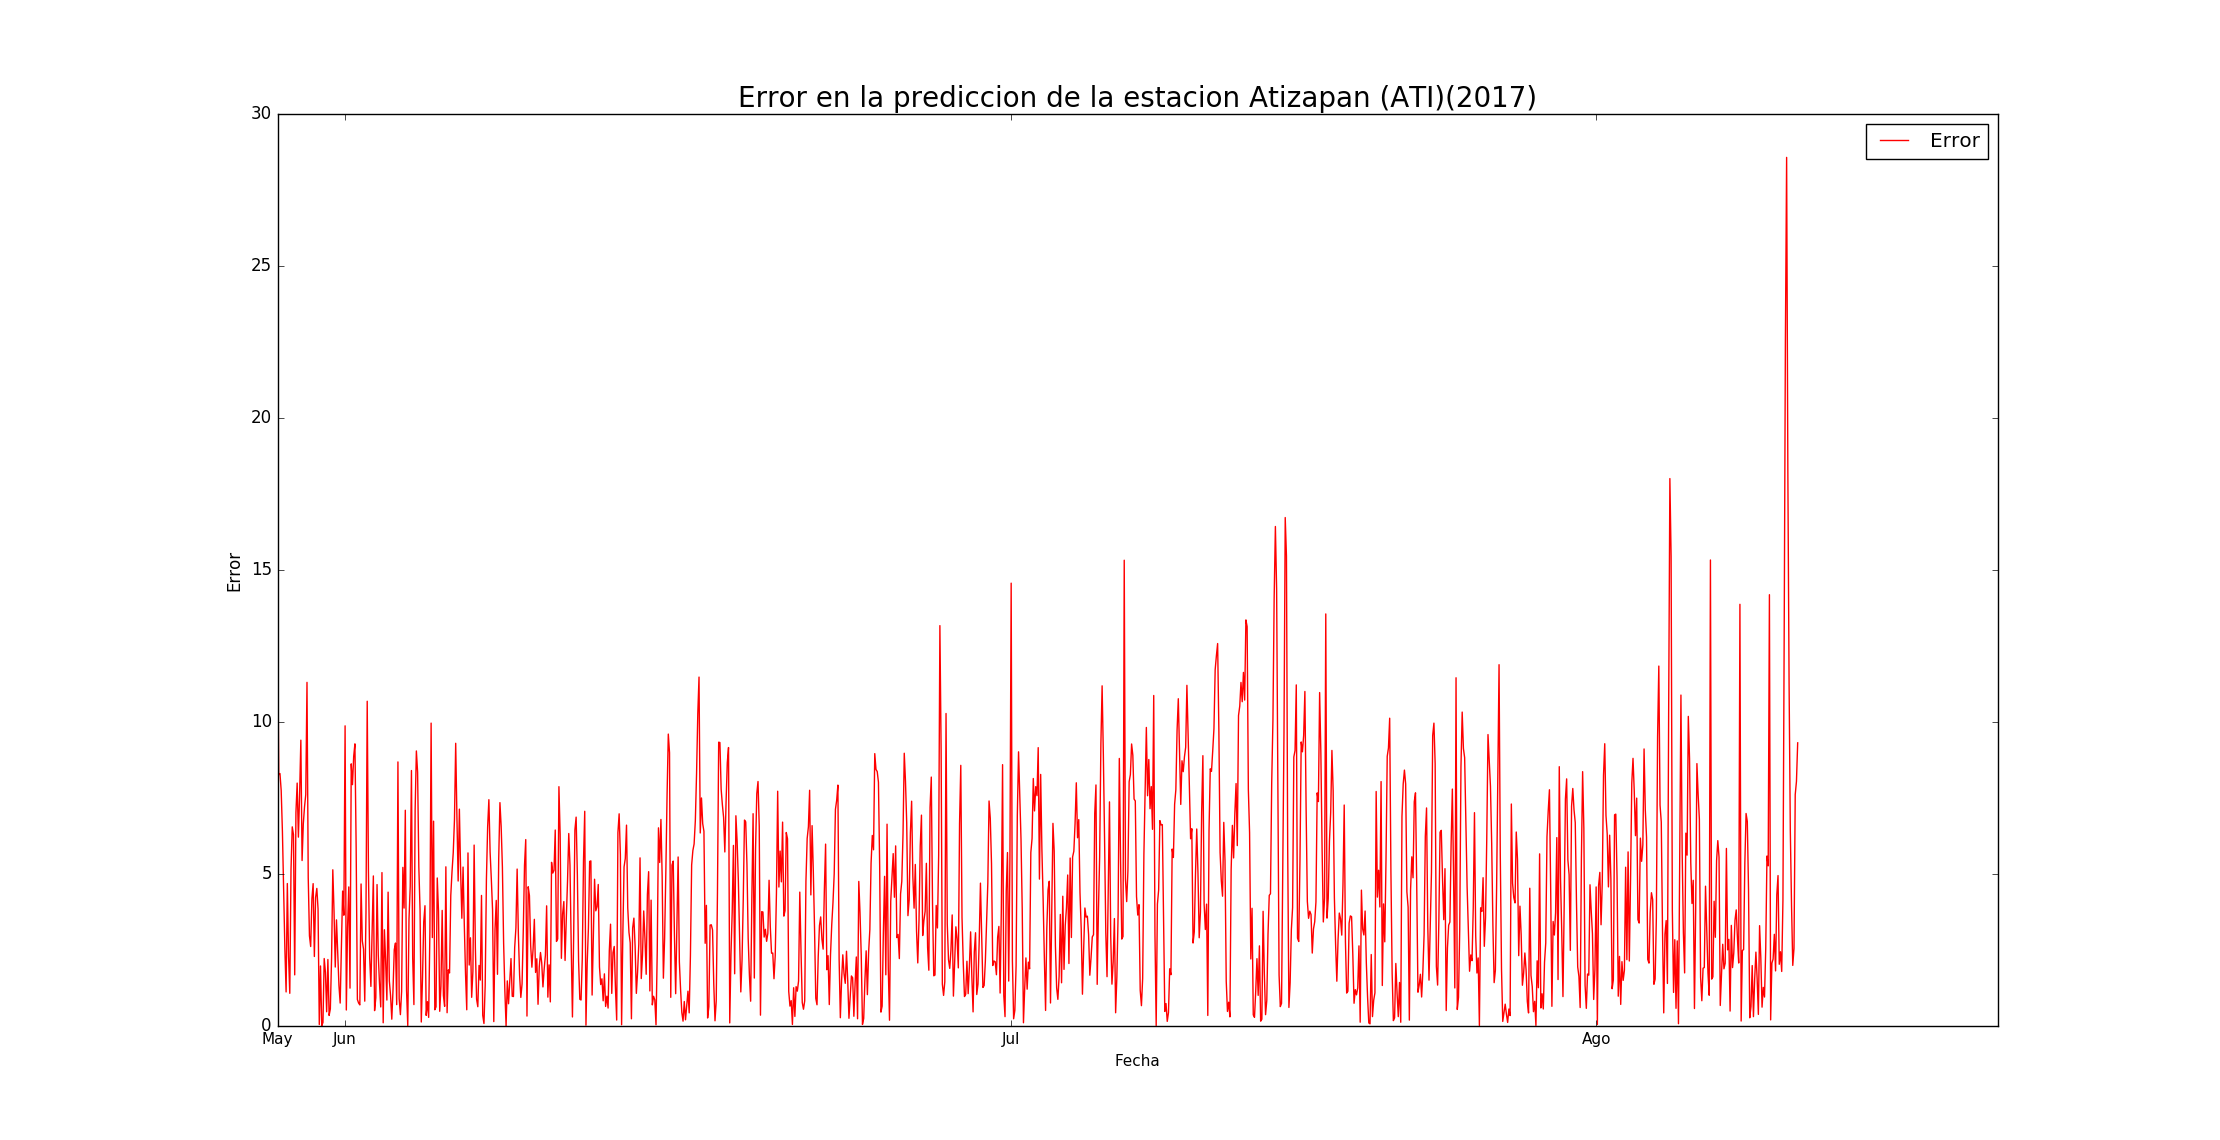 Error en la prediccion de la estacion Atizapan (ATI)(2017)
Error
30
25
20
15
10
5
0
Error
May Jun Jul Ago
Fecha